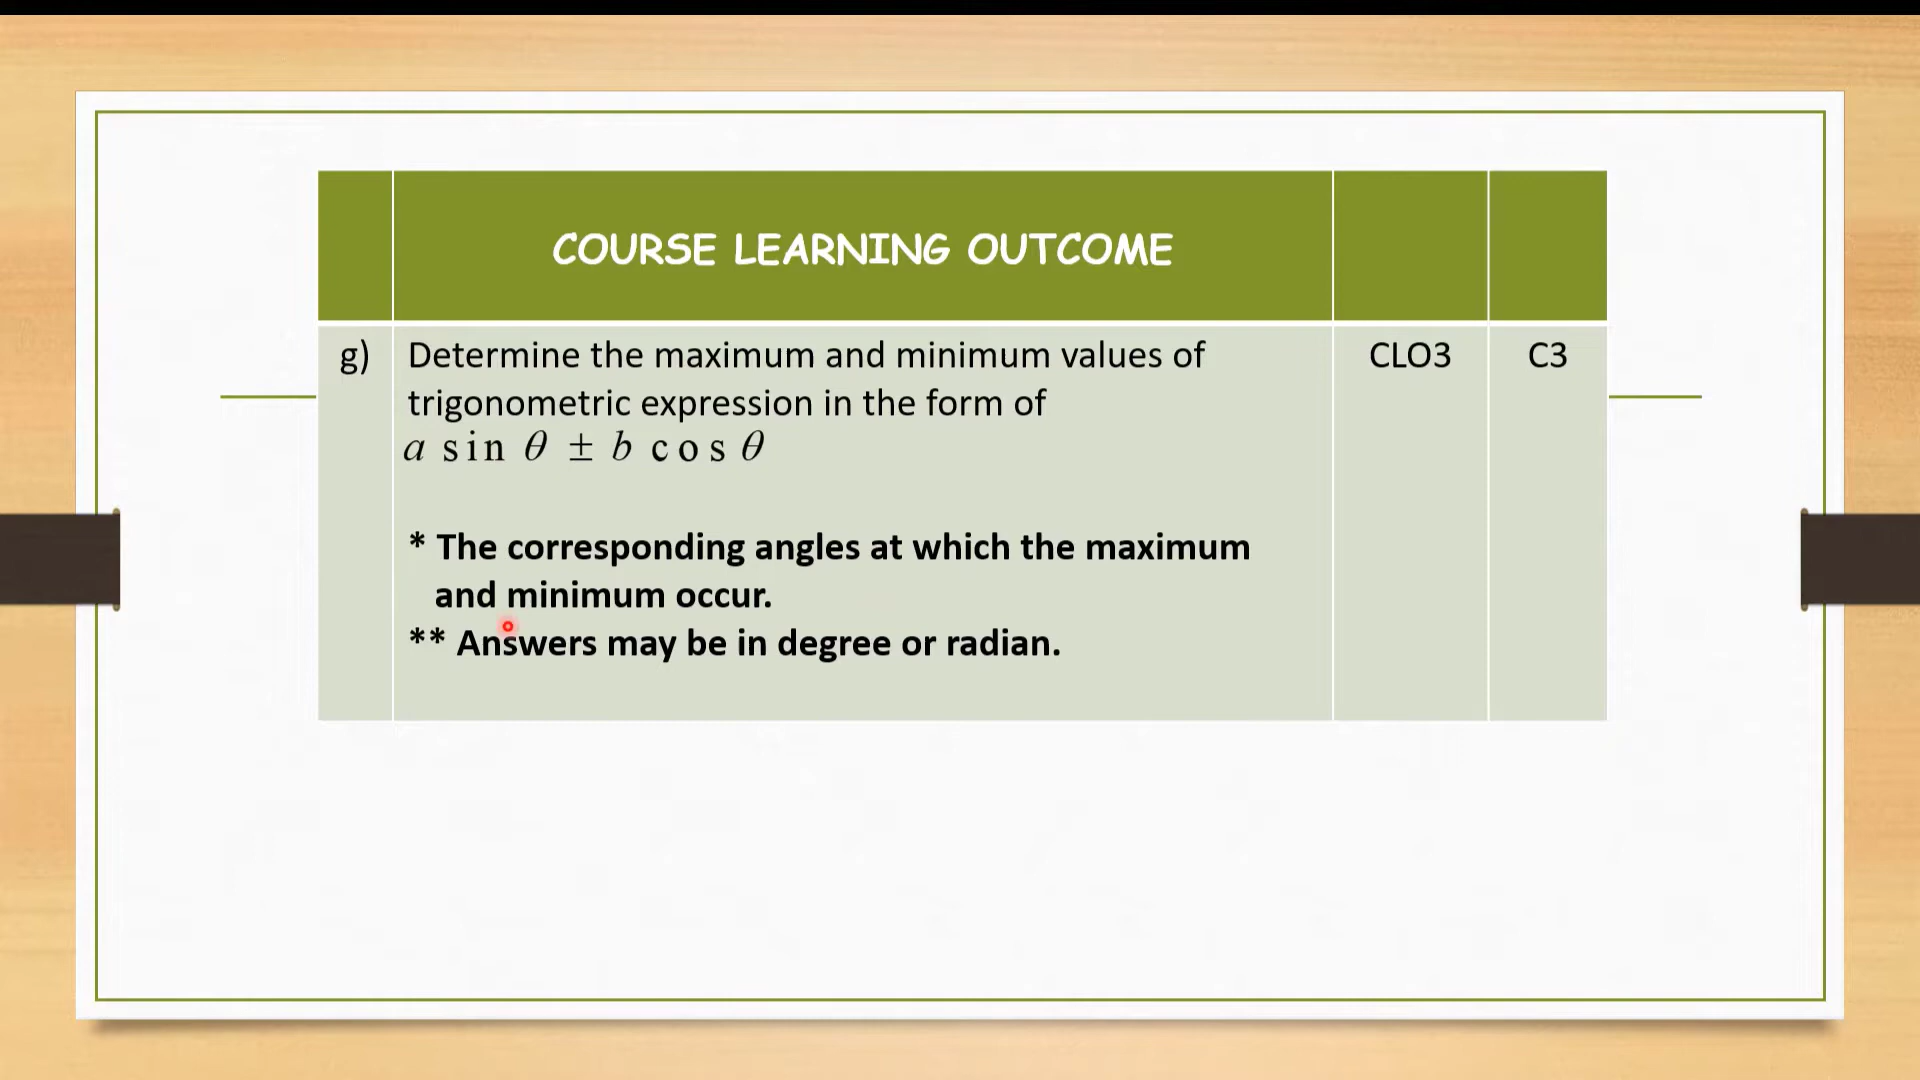 COURSE LEARNING OUTCOME
g) Determine the maximum and minimum values of CLO3 C3
trigonometric expression in the form of
a sin θ ± b cos θ
* The corresponding angles at which the maximum
and minimum occur.
** Answers may be in degree or radian.